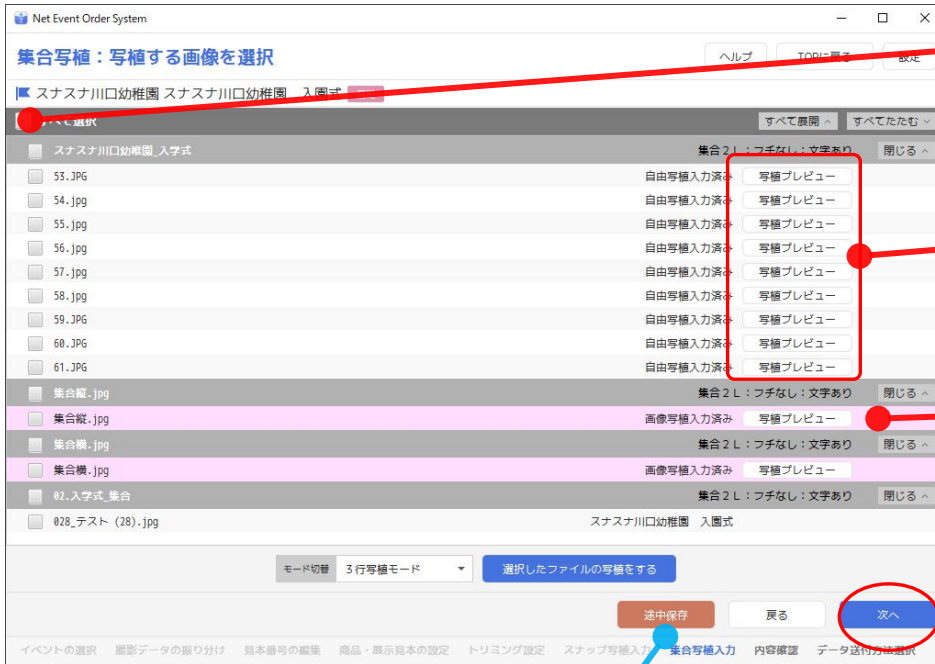 Net Event Order System
集合写植：写植する画像を選択
ヘルプ TOPに戻る 設定
スナスナ川口幼稚園 スナスナ川口幼稚園 入園式
すべて選択 すべて展開 すべてたたむ
スナスナ川口幼稚園_入学式 集合2L：フチなし：文字あり 閉じる
53.JPG 自由写植入力済み 写植プレビュー
54.jpg 自由写植入力済み 写植プレビュー
55.jpg 自由写植入力済み 写植プレビュー
56.jpg 自由写植入力済み 写植プレビュー
57.jpg 自由写植入力済み 写植プレビュー
58.jpg 自由写植入力済み 写植プレビュー
59.JPG 自由写植入力済み 写植プレビュー
60.JPG 自由写植入力済み 写植プレビュー
61.JPG 自由写植入力済み 写植プレビュー
集合縦.jpg 集合2L：フチなし：文字あり 閉じる
集合縦.jpg 画像写植入力済み 写植プレビュー
集合横.jpg 集合2L：フチなし：文字あり 閉じる
集合横.jpg 画像写植入力済み 写植プレビュー
02.入学式_集合 集合2L：フチなし：文字あり 閉じる
028_テスト (28).jpg スナスナ川口幼稚園 入園式
モード切替 3行写植モード 選択したファイルの写植をする
途中保存 戻る 次へ
イベントの選択 撮影データの振り分け 見本番号の編集 商品・展示見本の設定 トリミング設定 スナップ写植入力 集合写植入力 内容確認 データ送付方法選択